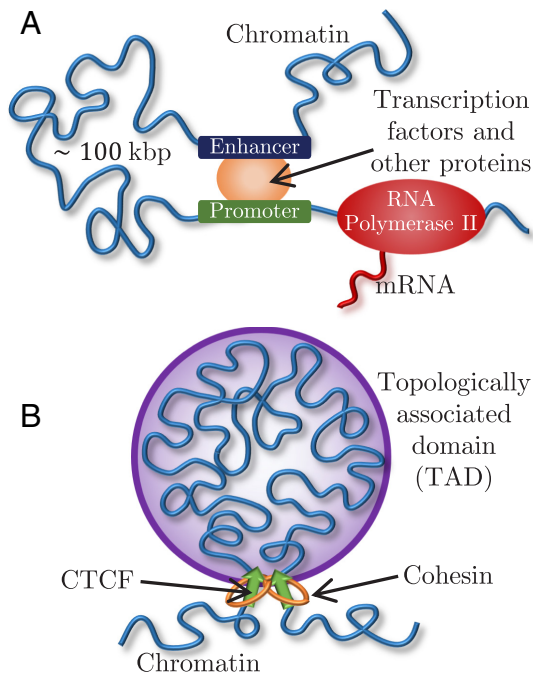 A
Chromatin
Transcription
factors and
other proteins
Enhancer
~ 100 kbp
Promoter
RNA
Polymerase II
mRNA
B
Topologically
associated
domain
(TAD)
CTCF
Cohesin
Chromatin